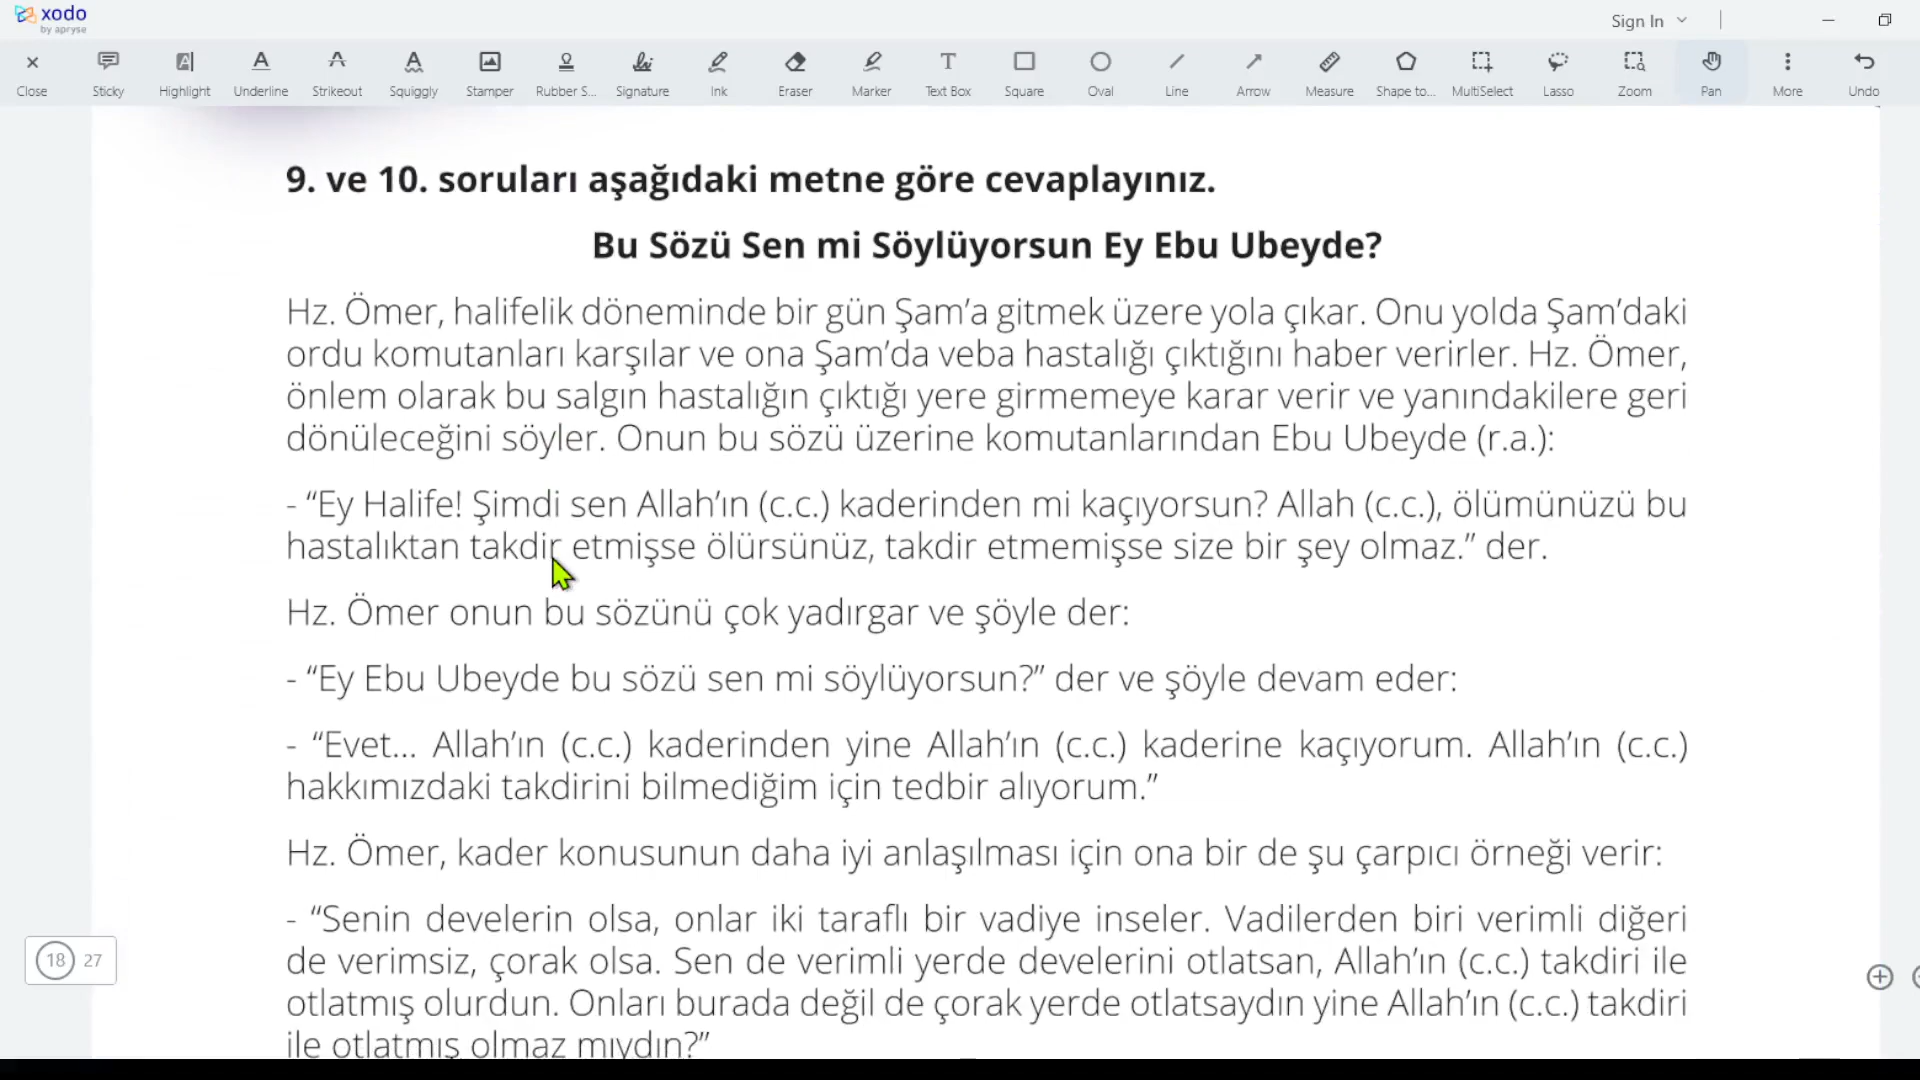 xodo
by apryse
Sign In
Close
Sticky
Highlight
Underline
Strikeout
Squiggly
Stamper
Rubber S...
Signature
Ink
Eraser
Marker
Text Box
Square
Oval
Line
Arrow
Measure
Shape to...
MultiSelect
Lasso
Zoom
Pan
More
Undo
9. ve 10. soruları aşağıdaki metne göre cevaplayınız.
Bu Sözü Sen mi Söylüyorsun Ey Ebu Ubeyde?
Hz. Ömer, halifelik döneminde bir gün Şam’a gitmek üzere yola çıkar. Onu yolda Şam’daki
ordu komutanları karşılar ve ona Şam’da veba hastalığı çıktığını haber verirler. Hz. Ömer,
önlem olarak bu salgın hastalığın çıktığı yere girmemeye karar verir ve yanındakilere geri
dönüleceğini söyler. Onun bu sözü üzerine komutanlarından Ebu Ubeyde (r.a.):
- “Ey Halife! Şimdi sen Allah’ın (c.c.) kaderinden mi kaçıyorsun? Allah (c.c.), ölümünüzü bu
hastalıktan takdir etmişse ölürsünüz, takdir etmemişse size bir şey olmaz.” der.
Hz. Ömer onun bu sözünü çok yadırgar ve şöyle der:
- “Ey Ebu Ubeyde bu sözü sen mi söylüyorsun?” der ve şöyle devam eder:
- “Evet... Allah’ın (c.c.) kaderinden yine Allah’ın (c.c.) kaderine kaçıyorum. Allah’ın (c.c.)
hakkımızdaki takdirini bilmediğim için tedbir alıyorum.”
Hz. Ömer, kader konusunun daha iyi anlaşılması için ona bir de şu çarpıcı örneği verir:
- “Senin develerin olsa, onlar iki taraflı bir vadiye inseler. Vadilerden biri verimli diğeri
de verimsiz, çorak olsa. Sen de verimli yerde develerini otlatsan, Allah’ın (c.c.) takdiri ile
otlatmış olurdun. Onları burada değil de çorak yerde otlatsaydın yine Allah’ın (c.c.) takdiri
ile otlatmış olmaz mıydın?”
18 27